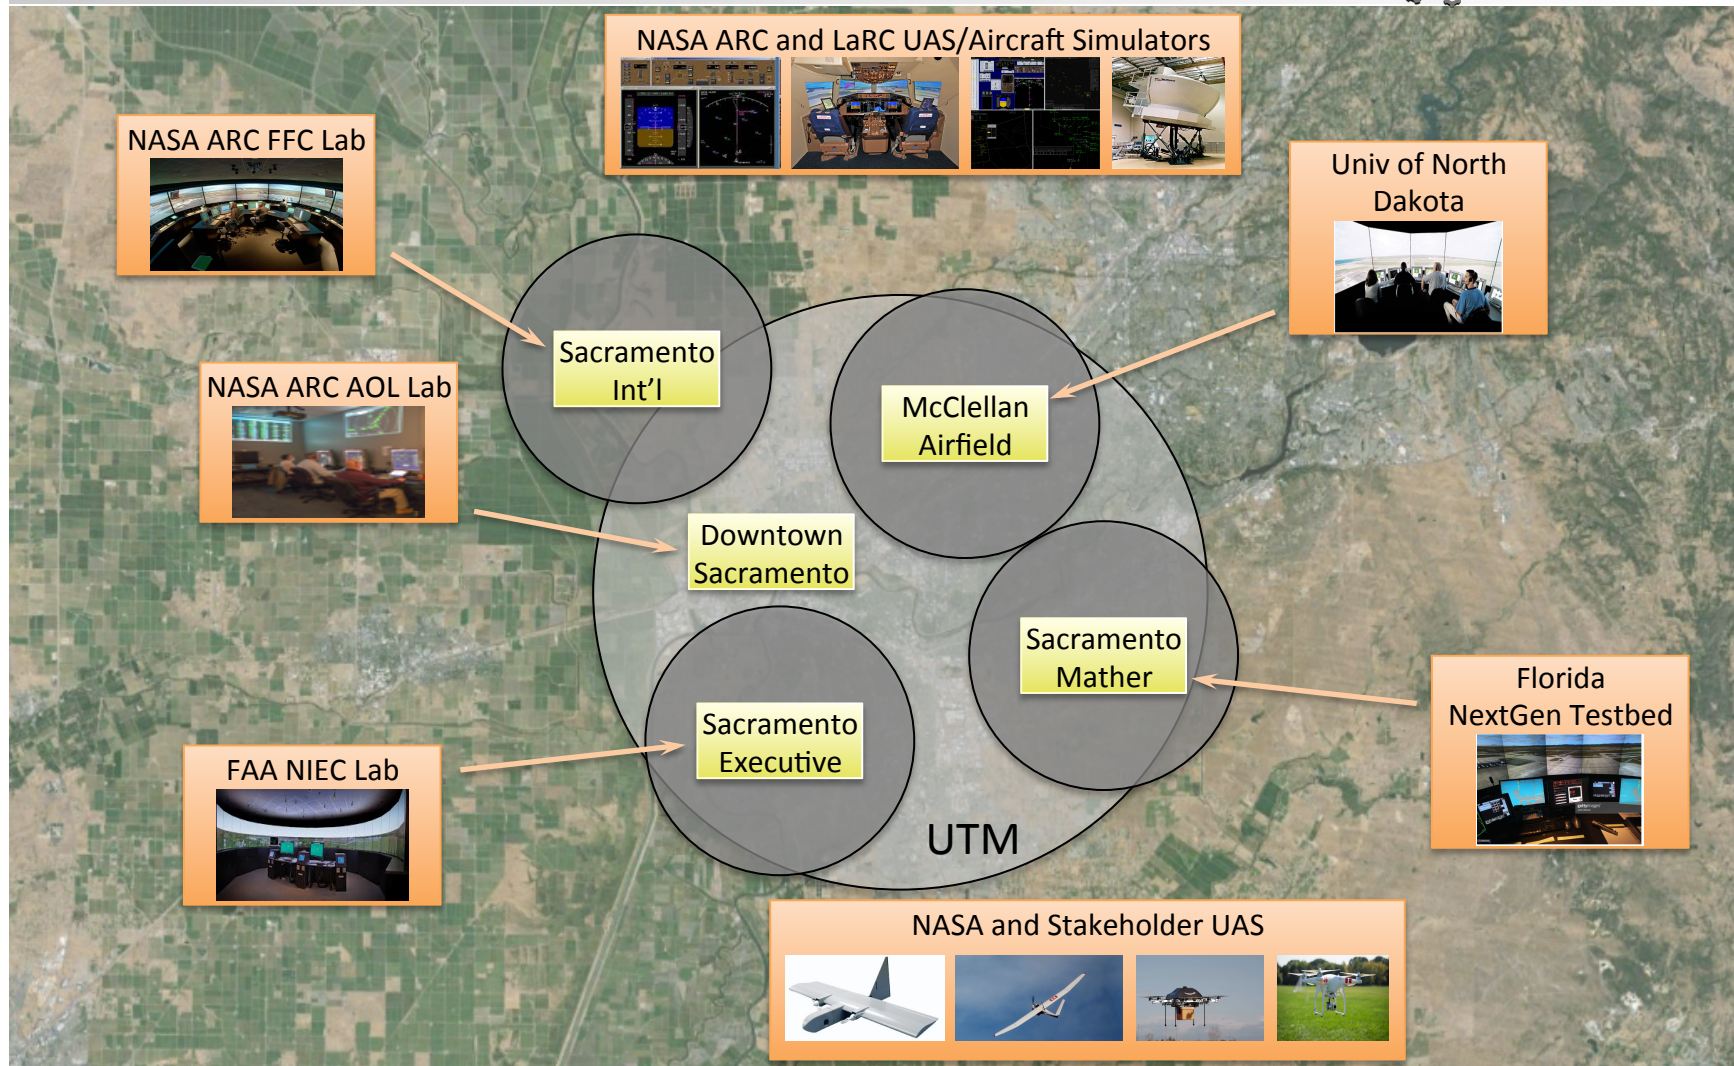 NASA ARC and LaRC UAS/Aircraft Simulators
NASA ARC FFC Lab
Univ of North
Dakota
Sacramento
Int'l
McClellan
Airfield
NASA ARC AOL Lab
Downtown
Sacramento
Sacramento
Mather
Florida
NextGen Testbed
Sacramento
Executive
FAA NIEC Lab
UTM
NASA and Stakeholder UAS